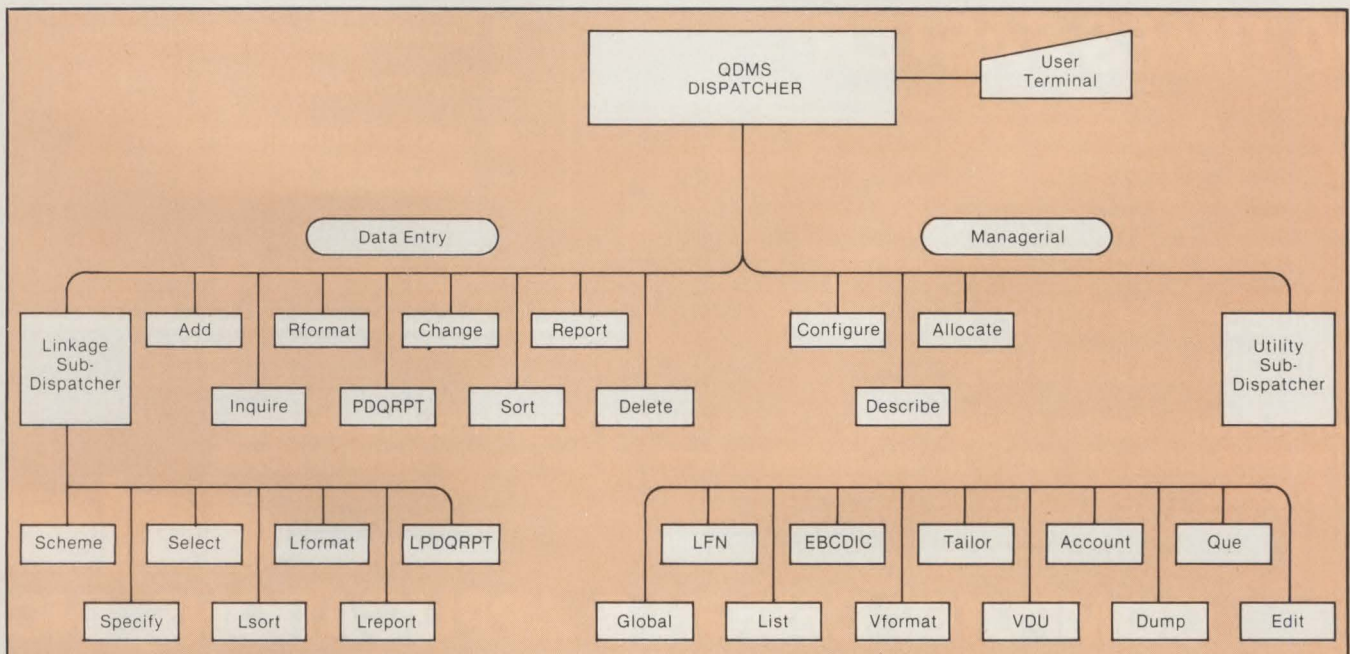 QDMS
DISPATCHER
User
Terminal
Data Entry
Managerial
Linkage
Sub-
Dispatcher
Add
Rformat
Change
Report
Inquire
PDQRPT
Sort
Delete
Configure
Allocate
Describe
Utility
Sub-
Dispatcher
Scheme
Select
Lformat
LPDQRPT
Specify
Lsort
Lreport
LFN
EBCDIC
Tailor
Account
Que
Global
List
Vformat
VDU
Dump
Edit